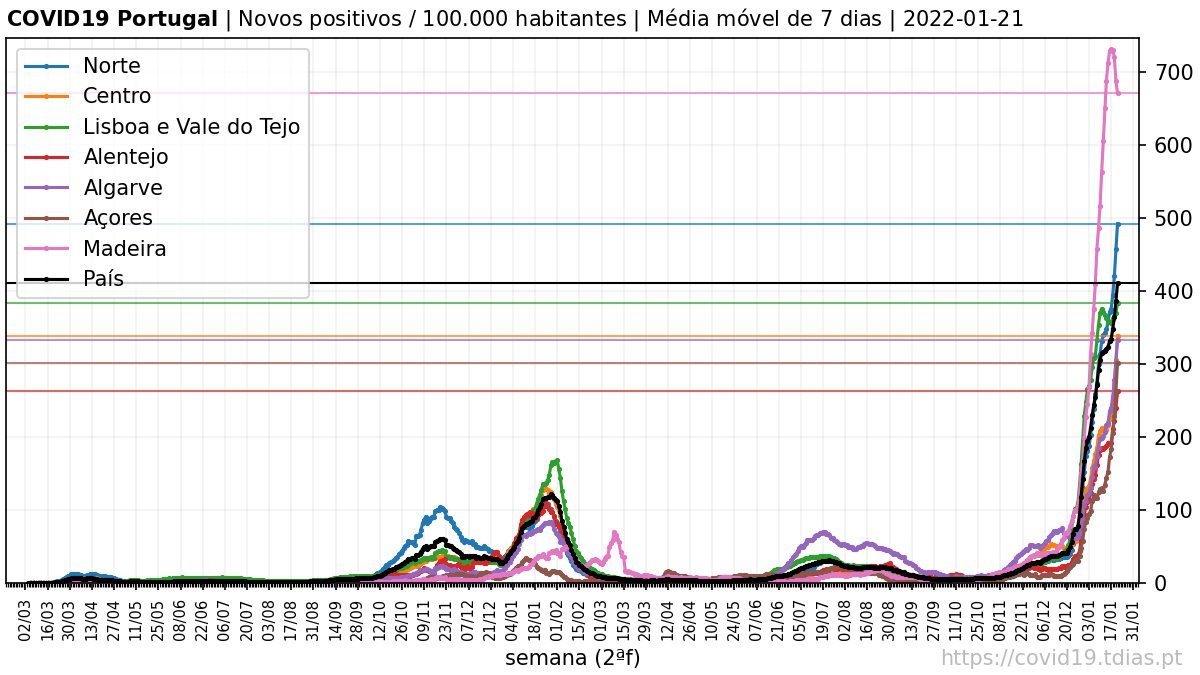 COVID19 Portugal | Novos positivos / 100.000 habitantes | Média móvel de 7 dias | 2022-01-21
Norte
Centro
Lisboa e Vale do Tejo
Alentejo
Algarve
Açores
Madeira
País
700
600
500
400
300
200
100
0
02/03 16/03 30/03 13/04 27/04 11/05 25/05 08/06 22/06 06/07 20/07 03/08 17/08 31/08 14/09 28/09 12/10 26/10 09/11 23/11 07/12 21/12 04/01 18/01 01/02 15/02 01/03 15/03 29/03 12/04 26/04 10/05 24/05 07/06 21/06 05/07 19/07 02/08 16/08 30/08 13/09 27/09 11/10 25/10 08/11 22/11 06/12 20/12 03/01 17/01 31/01
semana (2ªf)
https://covid19.tdias.pt